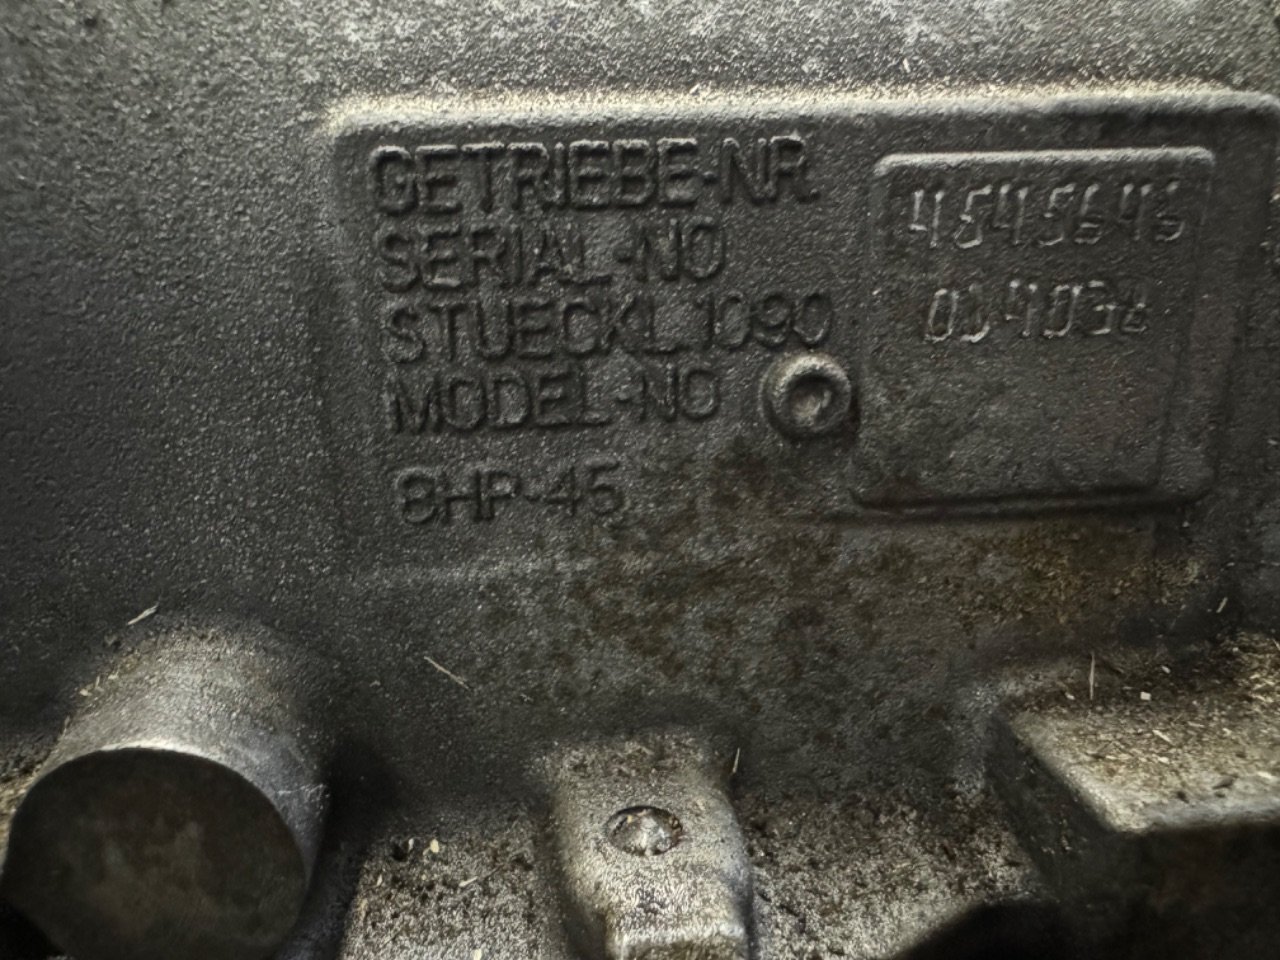 GETRIEBE-NR.
SERIAL-NO
STUECKL 1090
MODEL-NO
8HP-45